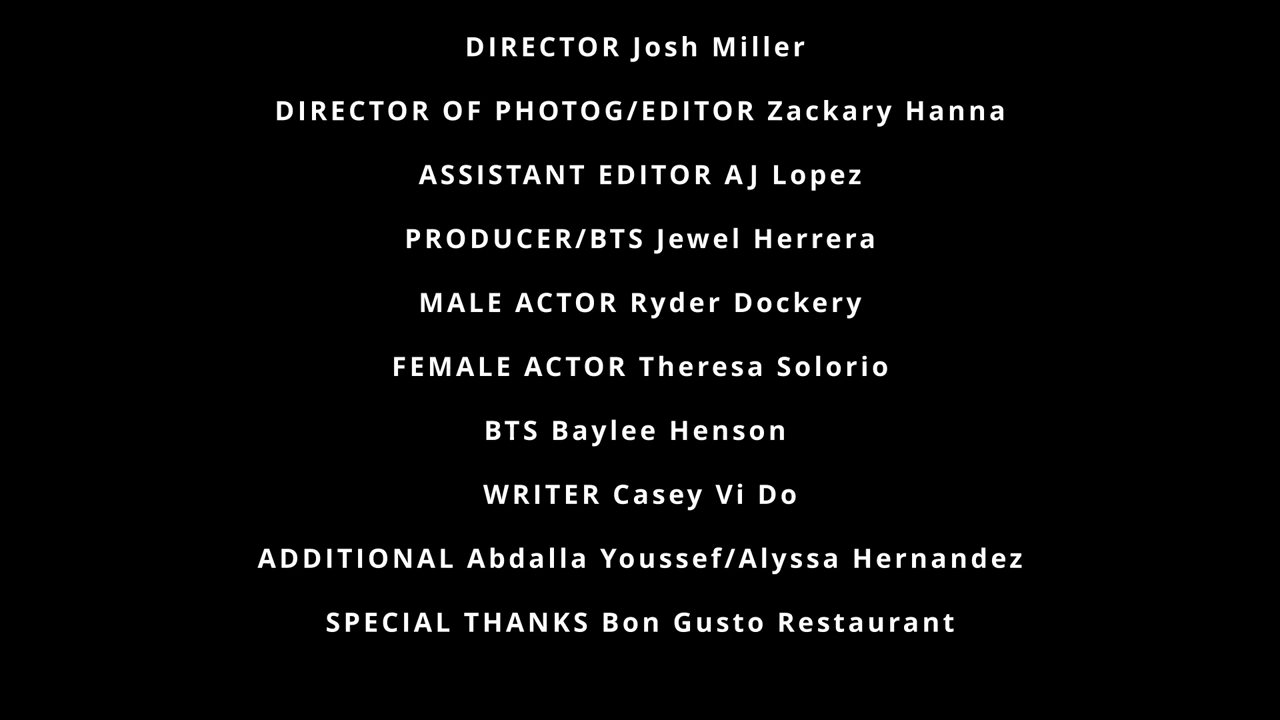 DIRECTOR Josh Miller
DIRECTOR OF PHOTOG/EDITOR Zackary Hanna
ASSISTANT EDITOR AJ Lopez
PRODUCER/BTS Jewel Herrera
MALE ACTOR Ryder Dockery
FEMALE ACTOR Theresa Solorio
BTS Baylee Henson
WRITER Casey Vi Do
ADDITIONAL Abdalla Youssef/Alyssa Hernandez
SPECIAL THANKS Bon Gusto Restaurant